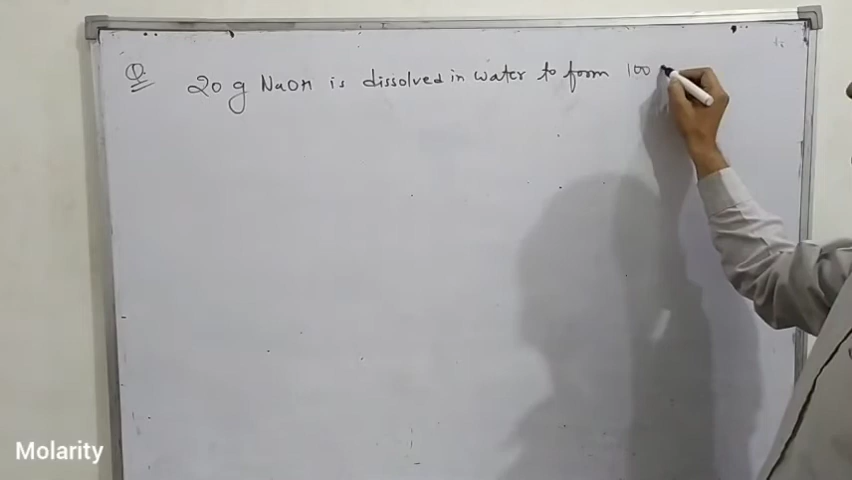 Q. 20 g NaOH is dissolved in water to form 100
Molarity